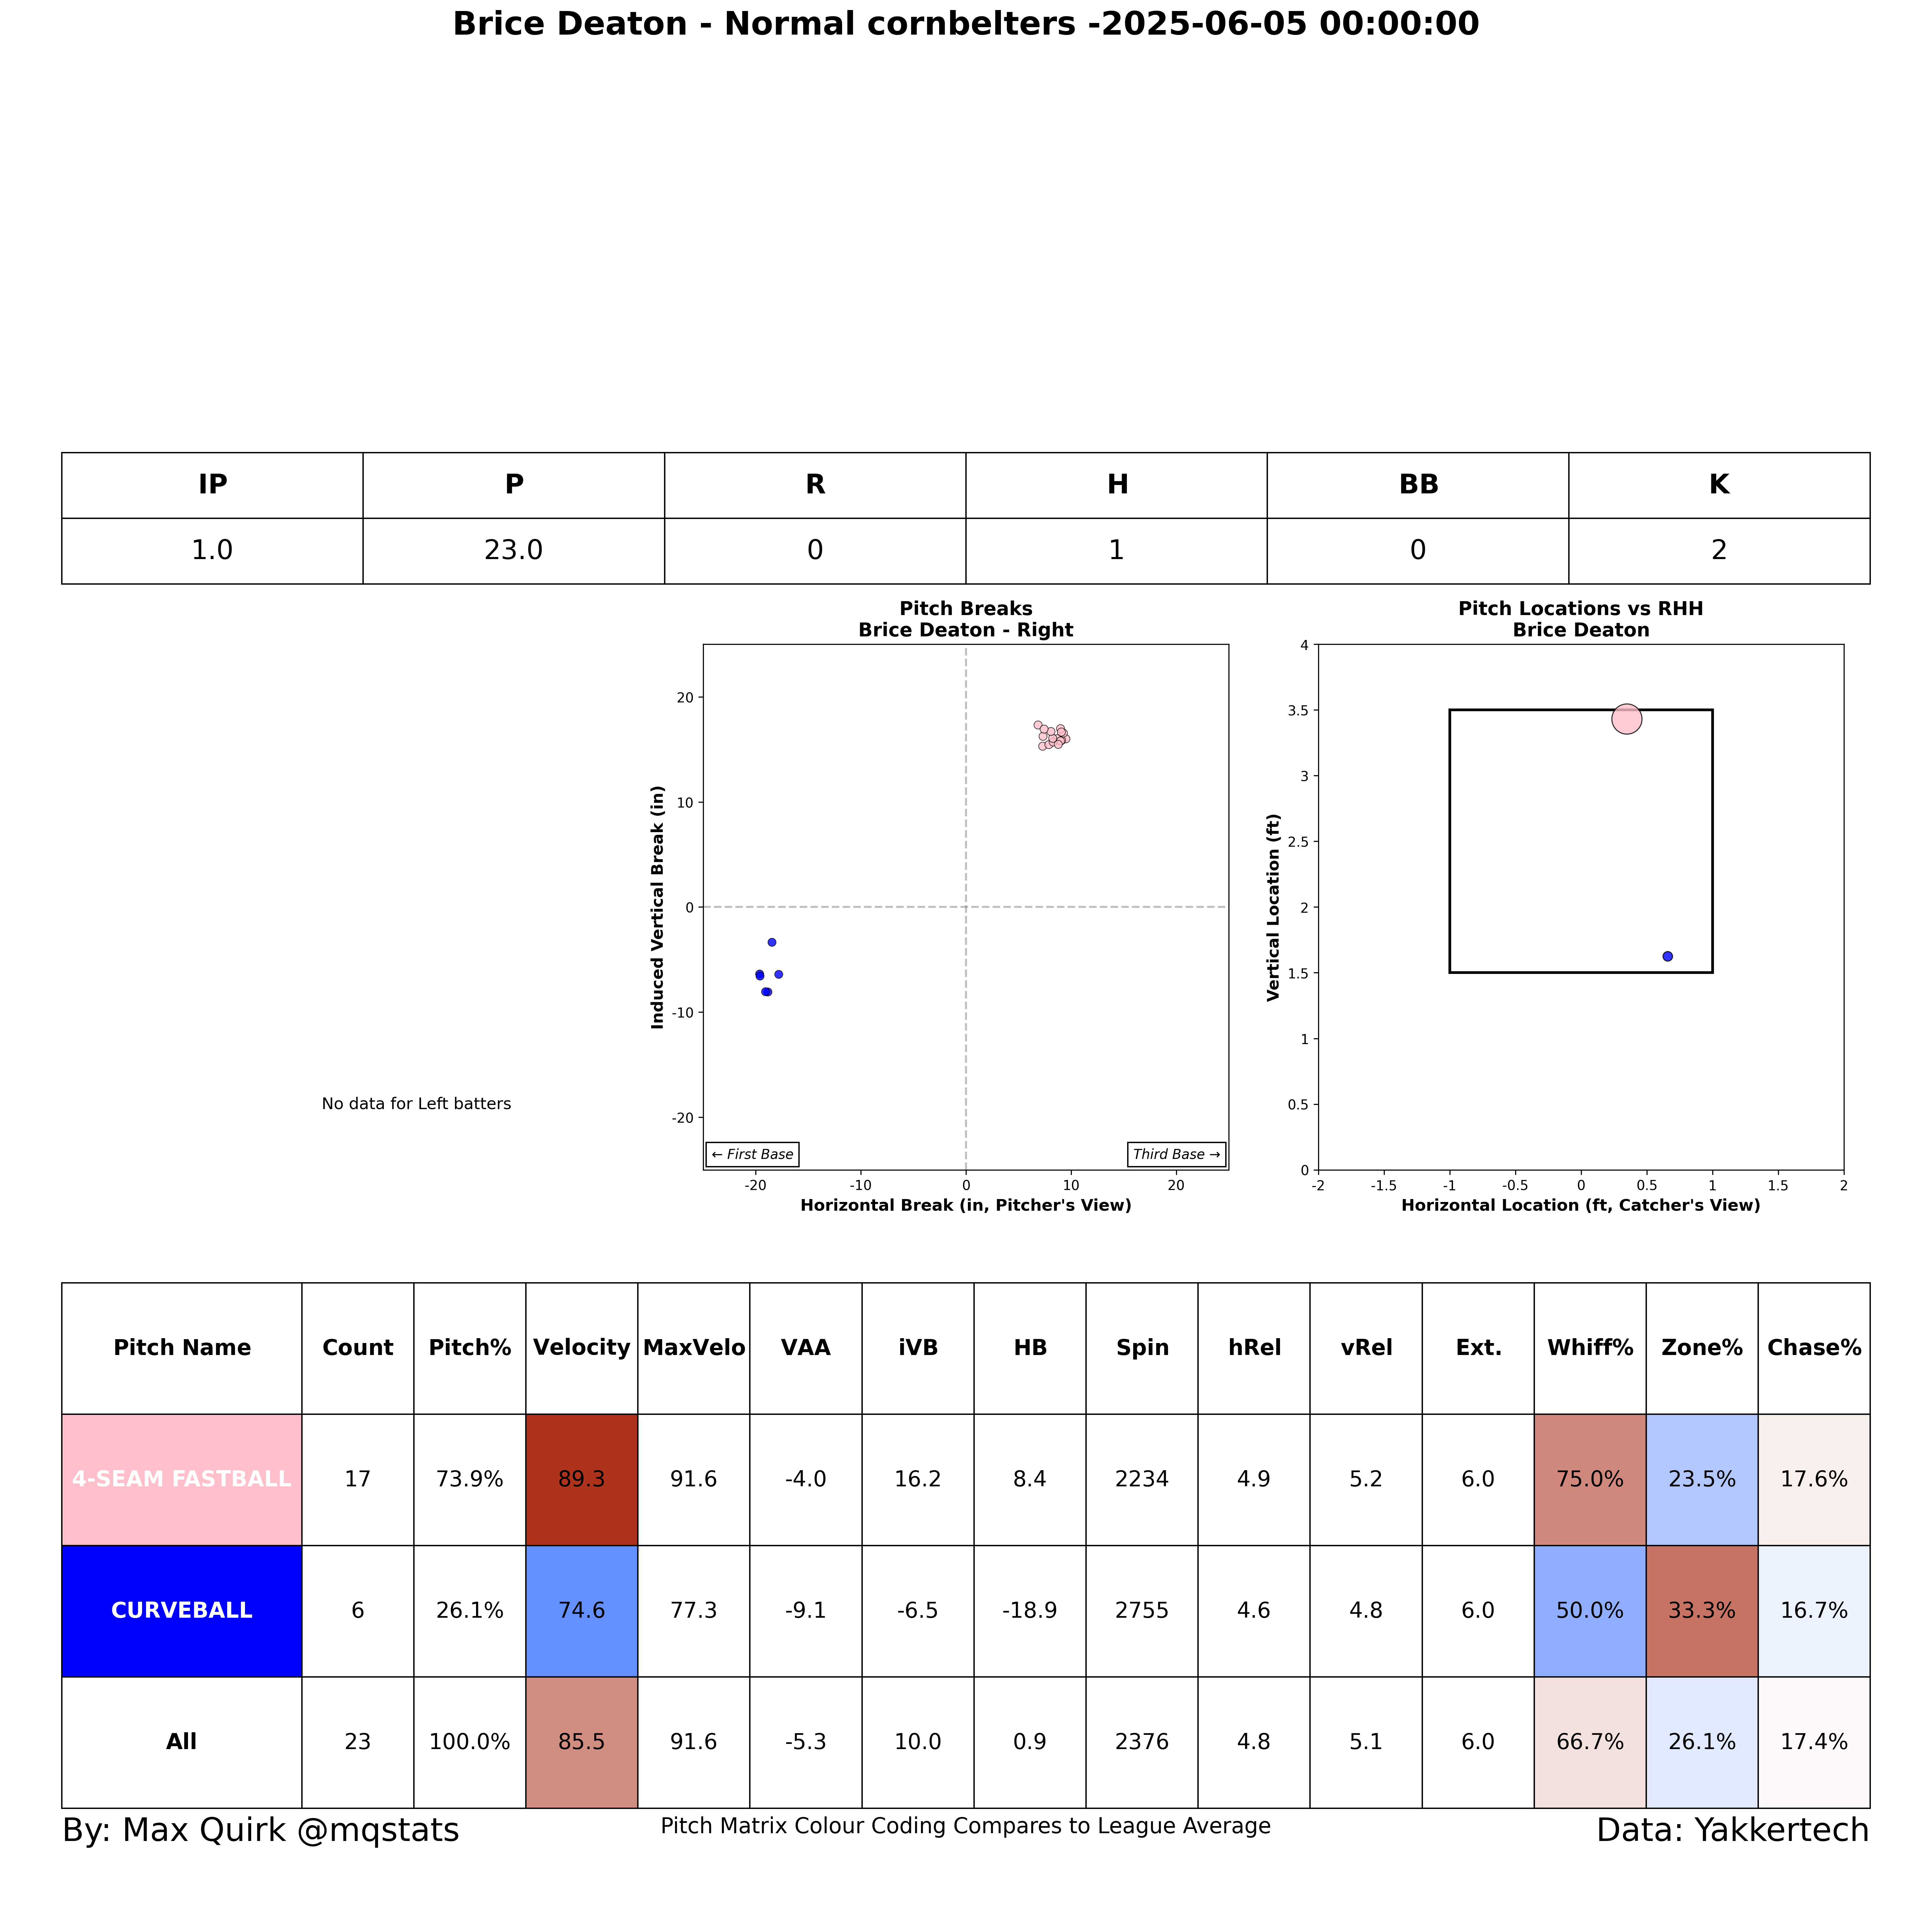 Brice Deaton - Normal cornbelters -2025-06-05 00:00:00
IP P R H BB K
1.0 23.0 0 1 0 2
No data for Left batters
Pitch Breaks
Brice Deaton - Right
Induced Vertical Break (in)
20
10
0
-10
-20
← First Base Third Base →
-20 -10 0 10 20
Horizontal Break (in, Pitcher's View)
Pitch Locations vs RHH
Brice Deaton
Vertical Location (ft)
4
3.5
3
2.5
2
1.5
1
0.5
0
-2 -1.5 -1 -0.5 0 0.5 1 1.5 2
Horizontal Location (ft, Catcher's View)
Pitch Name Count Pitch% Velocity MaxVelo VAA iVB HB Spin hRel vRel Ext. Whiff% Zone% Chase%
4-SEAM FASTBALL 17 73.9% 89.3 91.6 -4.0 16.2 8.4 2234 4.9 5.2 6.0 75.0% 23.5% 17.6%
CURVEBALL 6 26.1% 74.6 77.3 -9.1 -6.5 -18.9 2755 4.6 4.8 6.0 50.0% 33.3% 16.7%
All 23 100.0% 85.5 91.6 -5.3 10.0 0.9 2376 4.8 5.1 6.0 66.7% 26.1% 17.4%
By: Max Quirk @mqstats Pitch Matrix Colour Coding Compares to League Average Data: Yakkertech